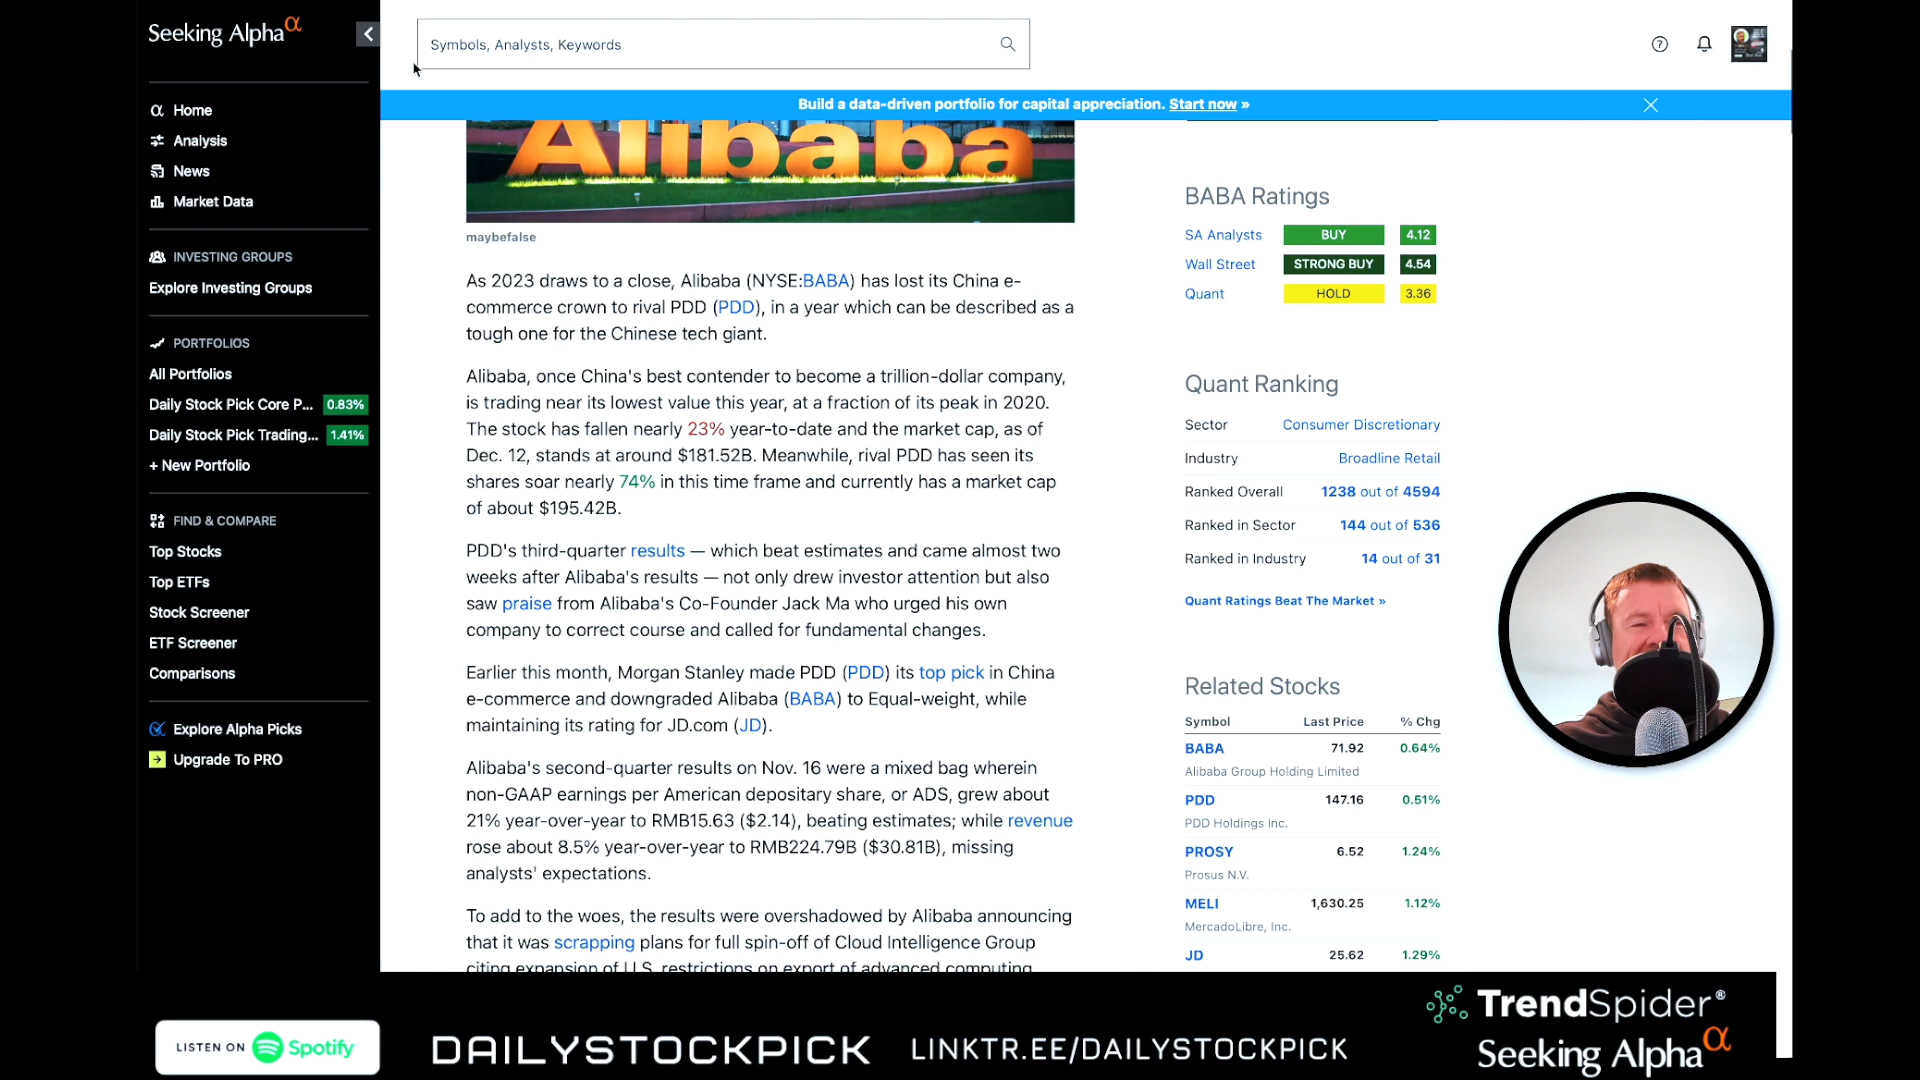 Seeking Alpha α
Symbols, Analysts, Keywords
Build a data-driven portfolio for capital appreciation. Start now »
Home
Analysis
News
Market Data
INVESTING GROUPS
Explore Investing Groups
PORTFOLIOS
All Portfolios
Daily Stock Pick Core P... 0.83%
Daily Stock Pick Trading... 1.41%
+ New Portfolio
FIND & COMPARE
Top Stocks
Top ETFs
Stock Screener
ETF Screener
Comparisons
Explore Alpha Picks
Upgrade To PRO
Alibaba
maybefalse
As 2023 draws to a close, Alibaba (NYSE:BABA) has lost its China e-
commerce crown to rival PDD (PDD), in a year which can be described as a
tough one for the Chinese tech giant.
Alibaba, once China's best contender to become a trillion-dollar company,
is trading near its lowest value this year, at a fraction of its peak in 2020.
The stock has fallen nearly 23% year-to-date and the market cap, as of
Dec. 12, stands at around $181.52B. Meanwhile, rival PDD has seen its
shares soar nearly 74% in this time frame and currently has a market cap
of about $195.42B.
PDD's third-quarter results — which beat estimates and came almost two
weeks after Alibaba's results — not only drew investor attention but also
saw praise from Alibaba's Co-Founder Jack Ma who urged his own
company to correct course and called for fundamental changes.
Earlier this month, Morgan Stanley made PDD (PDD) its top pick in China
e-commerce and downgraded Alibaba (BABA) to Equal-weight, while
maintaining its rating for JD.com (JD).
Alibaba's second-quarter results on Nov. 16 were a mixed bag wherein
non-GAAP earnings per American depositary share, or ADS, grew about
21% year-over-year to RMB15.63 ($2.14), beating estimates; while revenue
rose about 8.5% year-over-year to RMB224.79B ($30.81B), missing
analysts' expectations.
To add to the woes, the results were overshadowed by Alibaba announcing
that it was scrapping plans for full spin-off of Cloud Intelligence Group
citing expansion of U.S. restrictions on export of advanced computing
BABA Ratings
SA Analysts BUY 4.12
Wall Street STRONG BUY 4.54
Quant HOLD 3.36
Quant Ranking
Sector Consumer Discretionary
Industry Broadline Retail
Ranked Overall 1238 out of 4594
Ranked in Sector 144 out of 536
Ranked in Industry 14 out of 31
Quant Ratings Beat The Market »
Related Stocks
Symbol Last Price % Chg
BABA 71.92 0.64%
Alibaba Group Holding Limited
PDD 147.16 0.51%
PDD Holdings Inc.
PROSY 6.52 1.24%
Prosus N.V.
MELI 1,630.25 1.12%
MercadoLibre, Inc.
JD 25.62 1.29%
LISTEN ON Spotify
DAILYSTOCKPICK
LINKTR.EE/DAILYSTOCKPICK
TrendSpider®
Seeking Alpha α